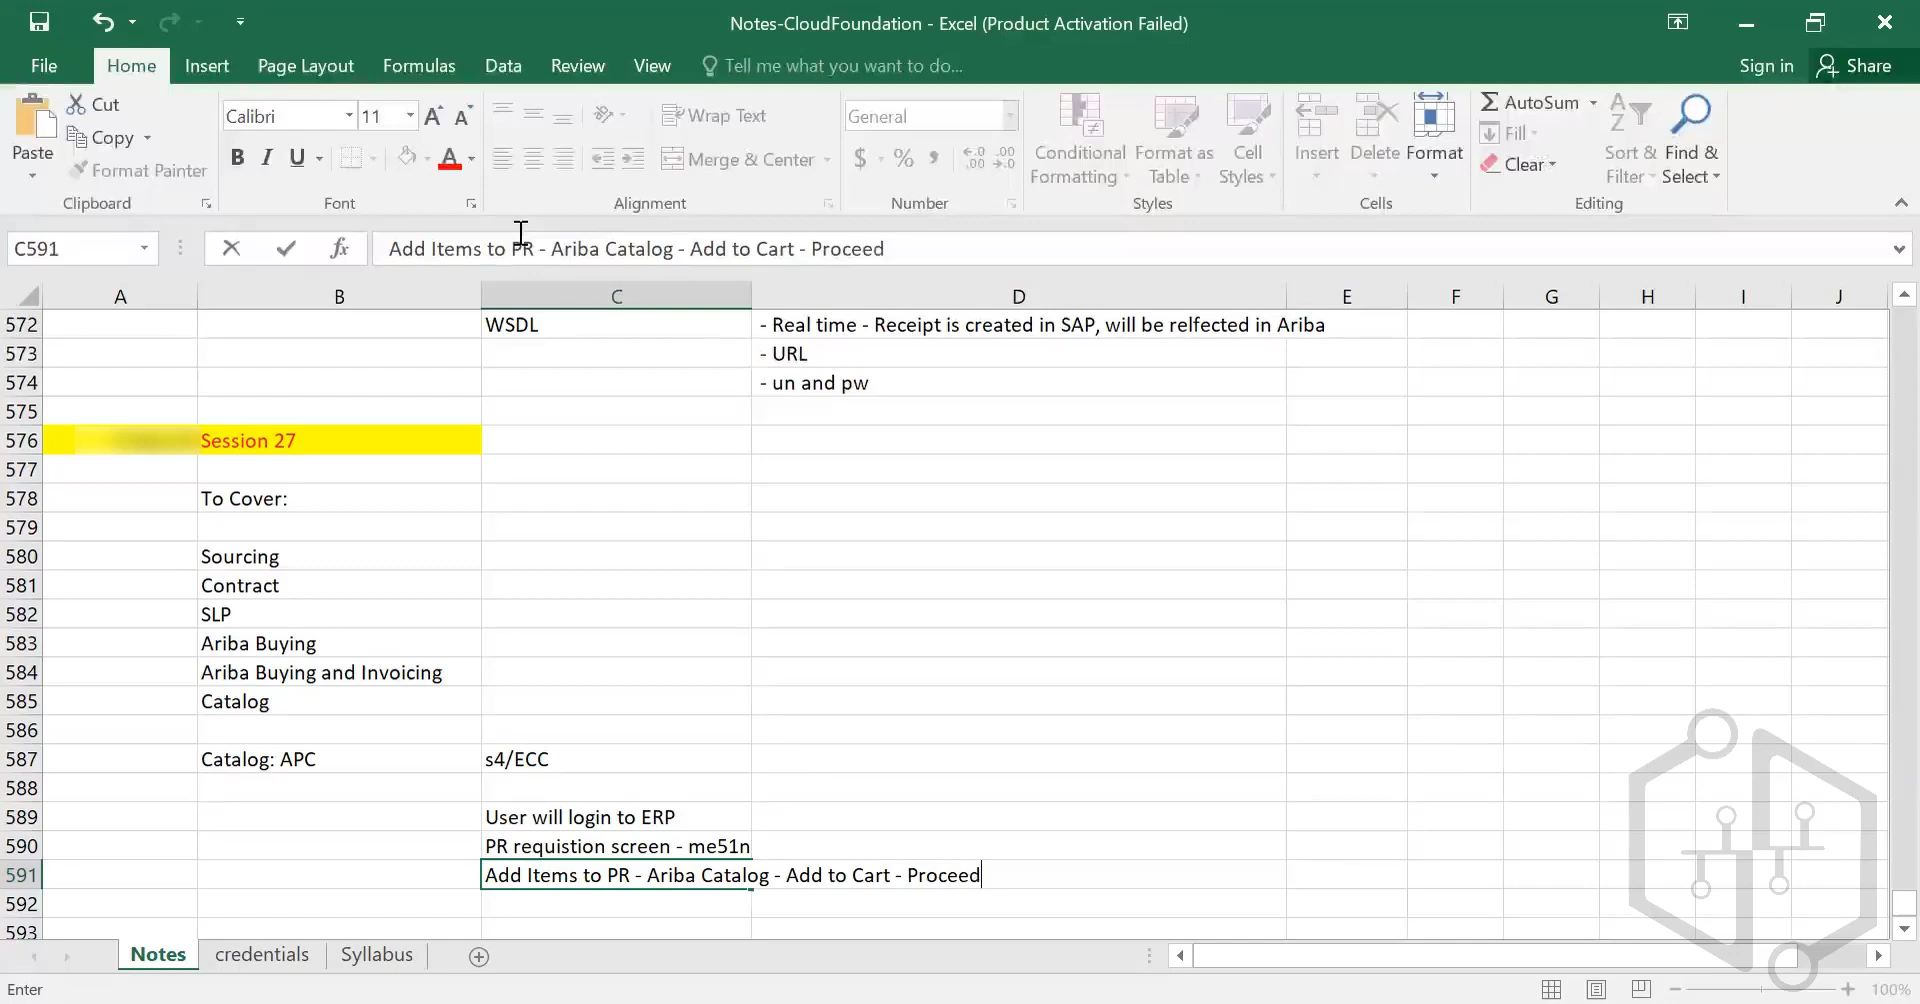 Notes-CloudFoundation - Excel (Product Activation Failed)
File Home Insert Page Layout Formulas Data Review View Tell me what you want to do... Sign in Share
Paste Cut Copy Format Painter
Clipboard
Calibri 11 A A
B I U A
Font
Wrap Text
Merge & Center
Alignment
General
$ % , .0 .00 .00 .0
Number
Conditional Formatting
Format as Table
Cell Styles
Styles
Insert Delete Format
Cells
AutoSum
Fill
Clear
Sort & Filter
Find & Select
Editing
C591 fx Add Items to PR - Ariba Catalog - Add to Cart - Proceed
A B C D E F G H I J
572 WSDL - Real time - Receipt is created in SAP, will be relfected in Ariba
573 - URL
574 - un and pw
575
576 Session 27
577
578 To Cover:
579
580 Sourcing
581 Contract
582 SLP
583 Ariba Buying
584 Ariba Buying and Invoicing
585 Catalog
586
587 Catalog: APC s4/ECC
588
589 User will login to ERP
590 PR requistion screen - me51n
591 Add Items to PR - Ariba Catalog - Add to Cart - Proceed
592
593
Notes credentials Syllabus
Enter 100%